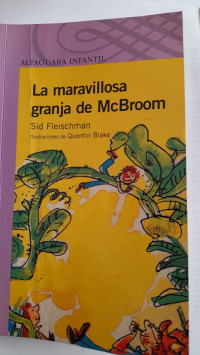 ALFAGUARA INFANTIL
La maravillosa
granja de McBroom
Sid Fleischman
Ilustraciones de Quentin Blake